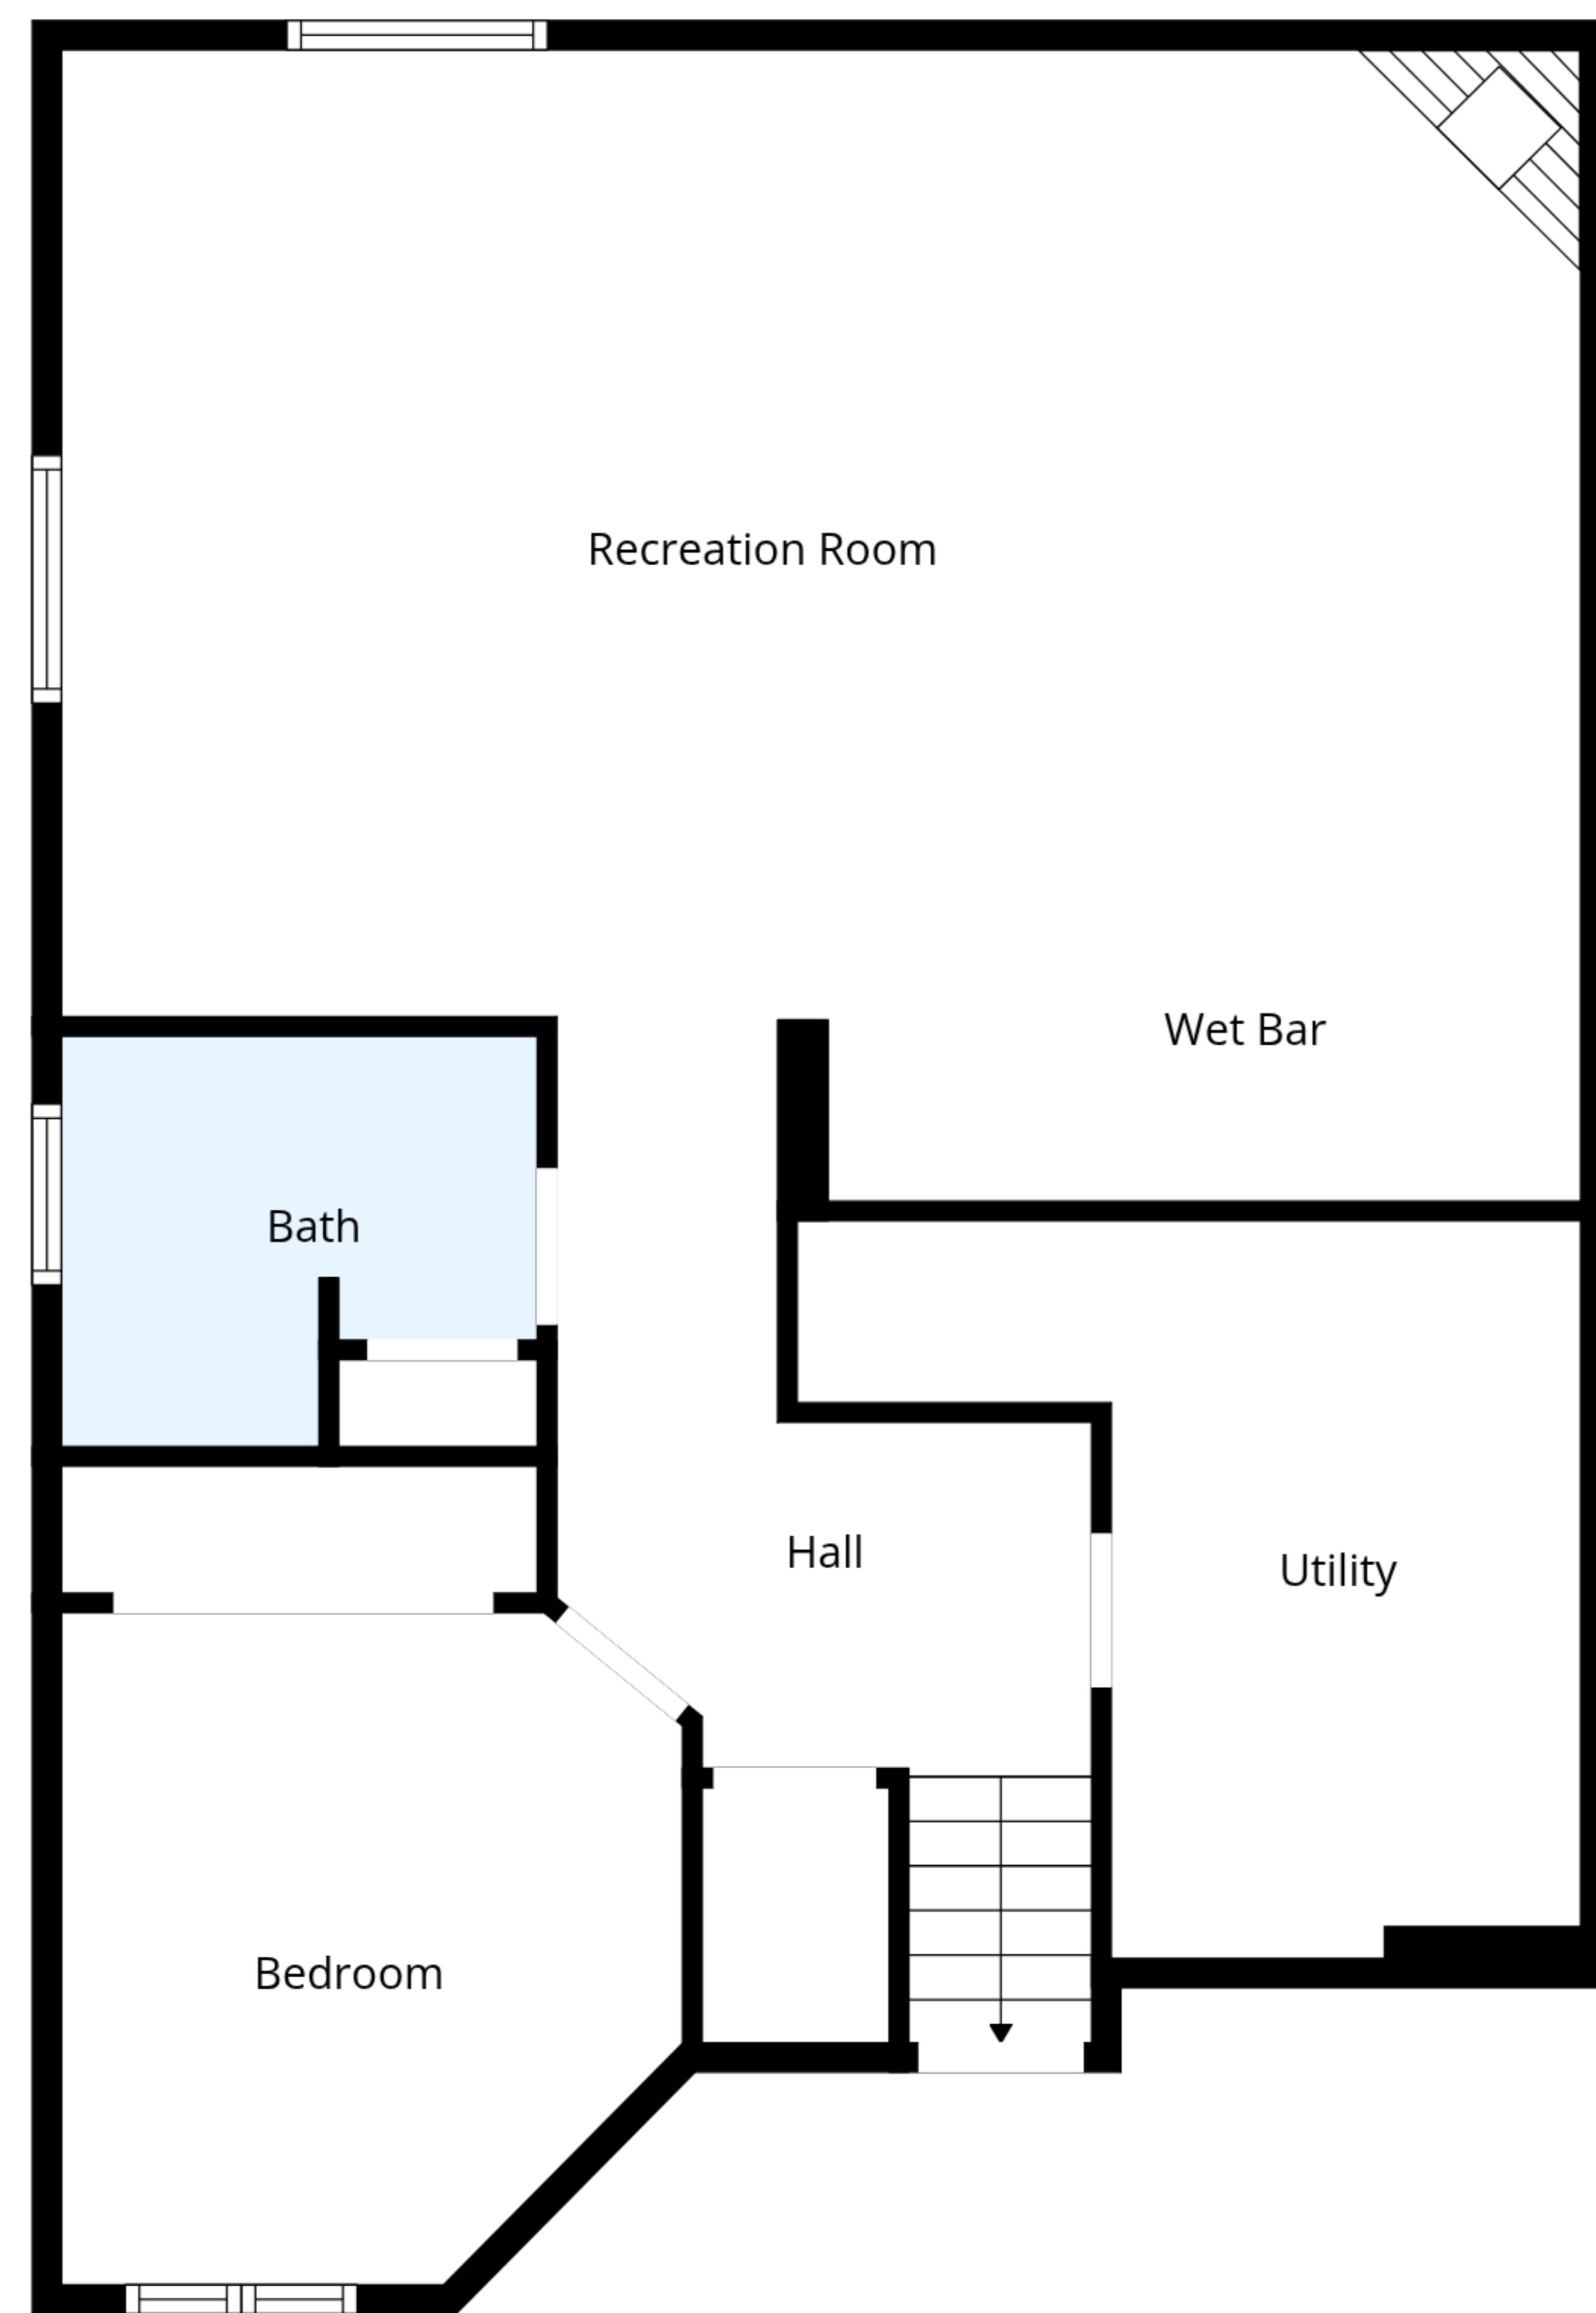 Recreation Room
Wet Bar
Bath
Hall
Utility
Bedroom